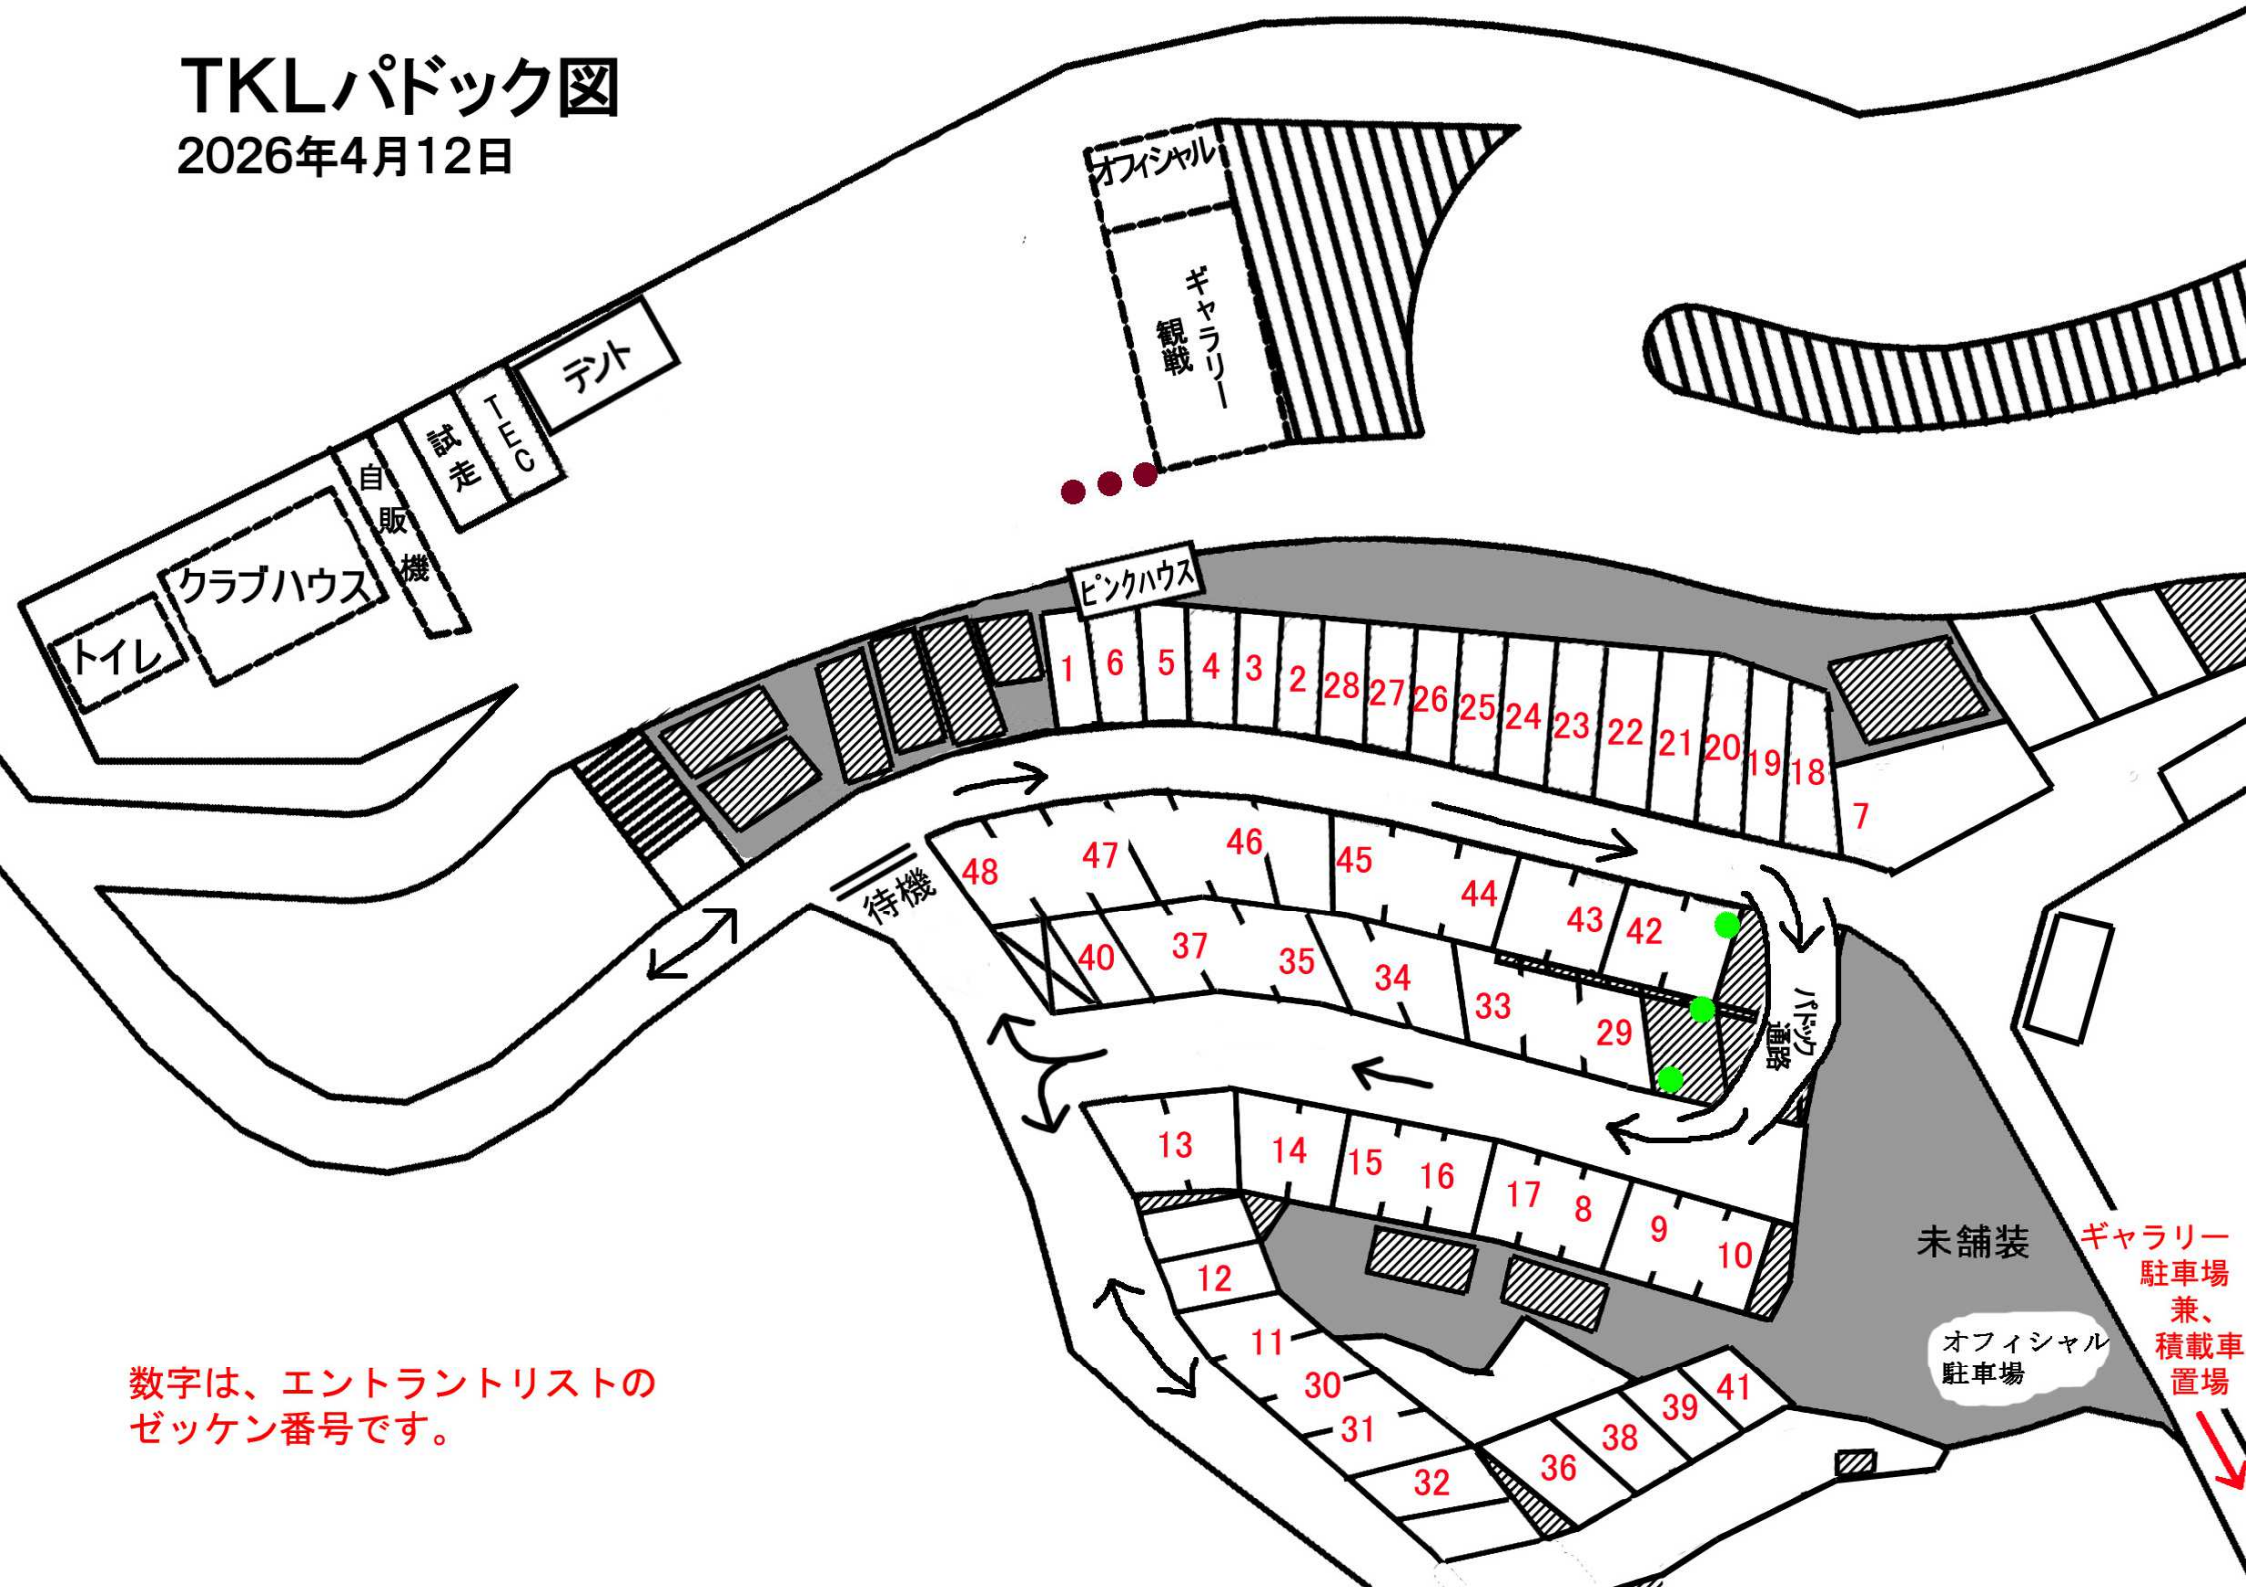 TKLパドック図
2026年4月12日
オフィシャル
ギャラリー
観戦
テント
TEC
試走
自販機
クラブハウス
トイレ
ピンクハウス
1 6 5 4 3 2 28 27 26 25 24 23 22 21 20 19 18 7
待機
48 47 46 45 44 43 42
40 37 35 34 33 29
パドック
通路
13 14 15 16 17 8 9 10
12
11
30
31
32
36 38 39 41
未舗装
オフィシャル
駐車場
ギャラリー
駐車場
兼、
積載車
置場
数字は、エントラントリストの
ゼッケン番号です。